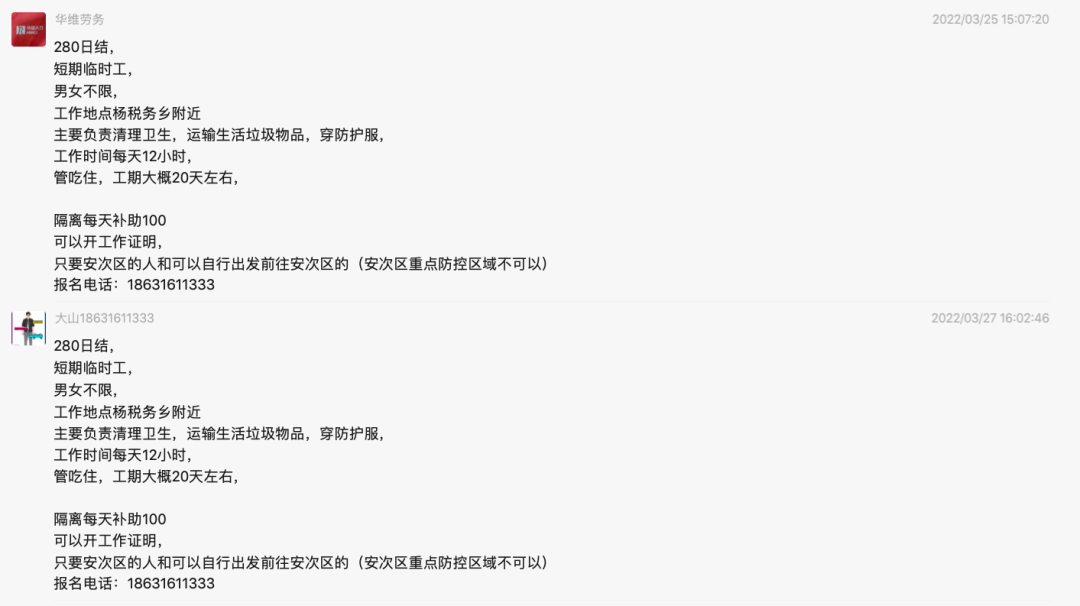 华维劳务
2022/03/25 15:07:20
280日结，
短期临时工，
男女不限，
工作地点杨税务乡附近
主要负责清理卫生，运输生活垃圾物品，穿防护服，
工作时间每天12小时，
管吃住，工期大概20天左右，
隔离每天补助100
可以开工作证明，
只要安次区的人和可以自行出发前往安次区的（安次区重点防控区域不可以）
报名电话：18631611333
大山18631611333
2022/03/27 16:02:46
280日结，
短期临时工，
男女不限，
工作地点杨税务乡附近
主要负责清理卫生，运输生活垃圾物品，穿防护服，
工作时间每天12小时，
管吃住，工期大概20天左右，
隔离每天补助100
可以开工作证明，
只要安次区的人和可以自行出发前往安次区的（安次区重点防控区域不可以）
报名电话：18631611333